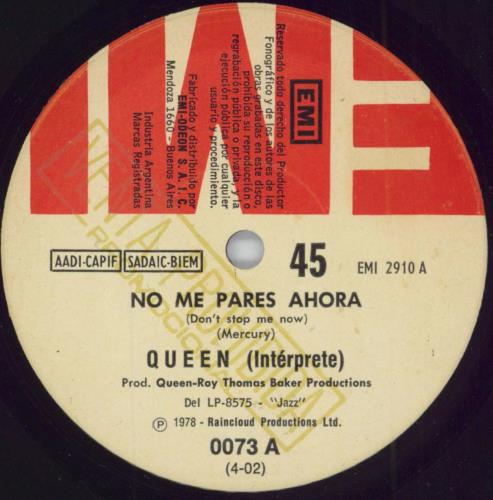 Reservado todo derecho del Productor
Fonográfico y de los autores de las
obras grabadas en este disco,
prohibida su reproducción,
regrabación pública o privada, y la
ejecución pública por cualquier
usuario y procedimiento.
Fabricado y distribuido por
EMI-ODEON S. A. I. C.
Mendoza 1660 - Buenos Aires
Industria Argentina
Marcas Registradas
EMI
AADI-CAPIF SADAIC-BIEM
45
EMI 2910 A
NO ME PARES AHORA
(Don't stop me now)
(Mercury)
QUEEN (Intérprete)
Prod. Queen-Roy Thomas Baker Productions
Del LP-8575 - "Jazz"
Ⓟ 1978 - Raincloud Productions Ltd.
0073 A
(4-02)
VENTA PROHIBIDA